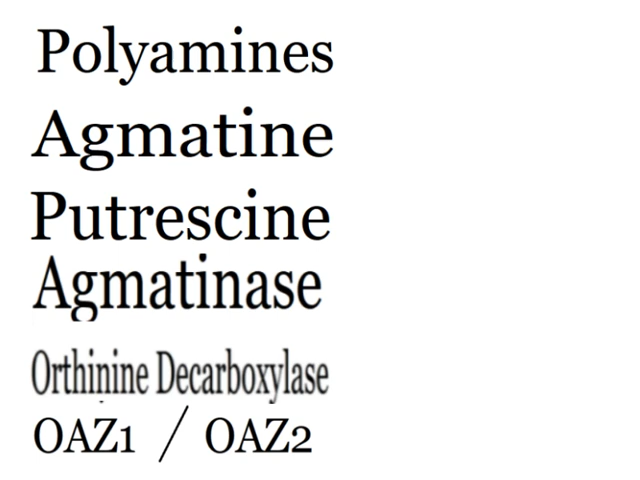 Polyamines
Agmatine
Putrescine
Agmatinase
Orthinine Decarboxylase
OAZ1 / OAZ2